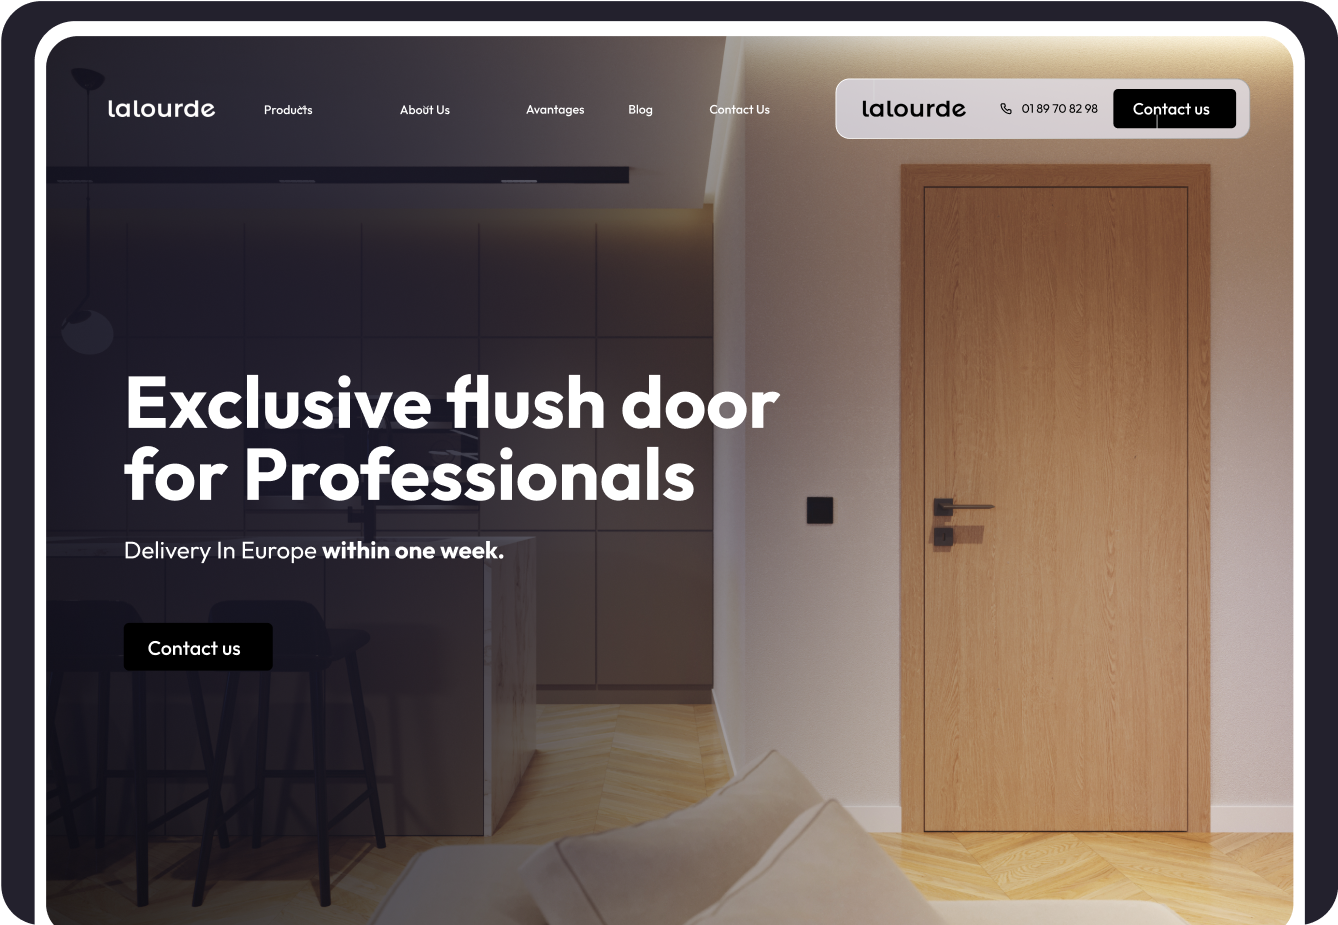 lalourde Products About Us Avantages Blog Contact Us lalourde 01 89 70 82 98 Contact us
Exclusive flush door
for Professionals
Delivery In Europe within one week.
Contact us